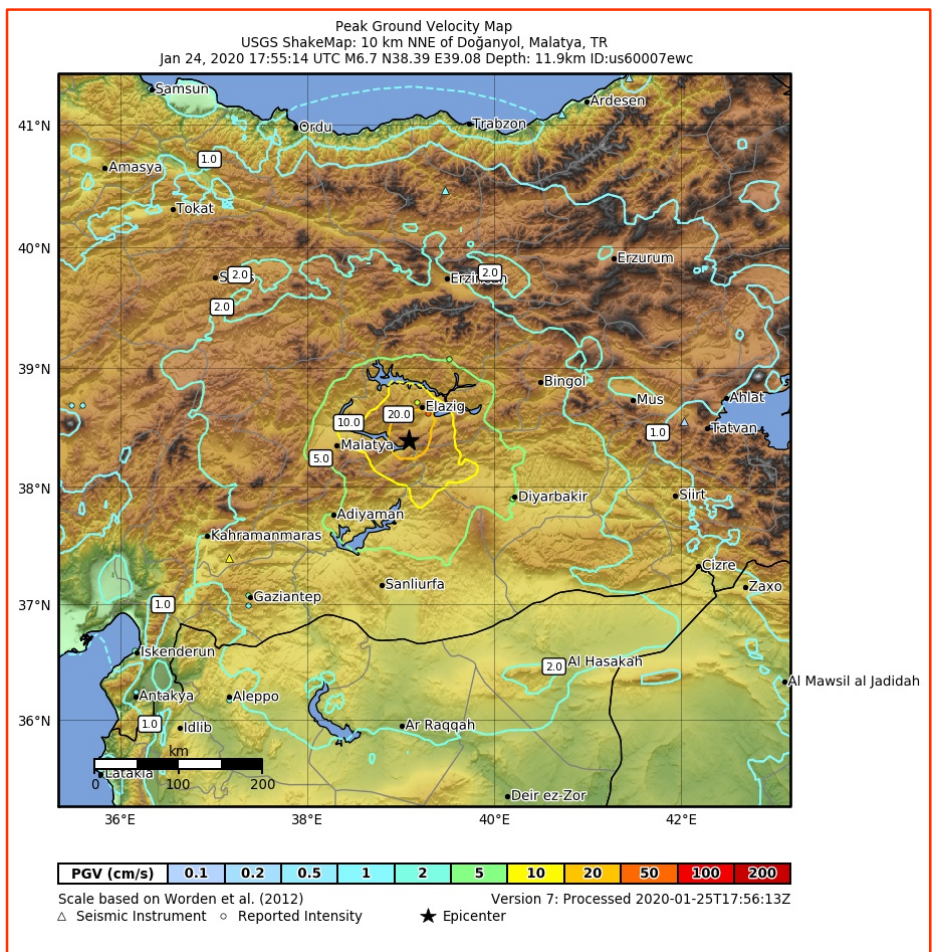 Peak Ground Velocity Map
USGS ShakeMap: 10 km NNE of Doğanyol, Malatya, TR
Jan 24, 2020 17:55:14 UTC M6.7 N38.39 E39.08 Depth: 11.9km ID:us60007ewc
Samsun
Ardesen
41°N
Ordu
Trabzon
1.0
Amasya
Tokat
40°N
Erzurum
2.0
2.0
2.0
39°N
Bingol
Mus
Ahlat
Elazig
20.0
10.0
Tatvan
1.0
Malatya
5.0
38°N
Diyarbakir
Siirt
Adiyaman
Kahramanmaras
Cizre
Sanliurfa
Zaxo
37°N
1.0
Gaziantep
Iskenderun
2.0
Al Hasakah
Al Mawsil al Jadidah
Antakya
Aleppo
36°N
1.0
Idlib
Ar Raqqah
km
Latakia
0 100 200
Deir ez-Zor
36°E 38°E 40°E 42°E
PGV (cm/s) 0.1 0.2 0.5 1 2 5 10 20 50 100 200
Scale based on Worden et al. (2012) Version 7: Processed 2020-01-25T17:56:13Z
Seismic Instrument Reported Intensity Epicenter